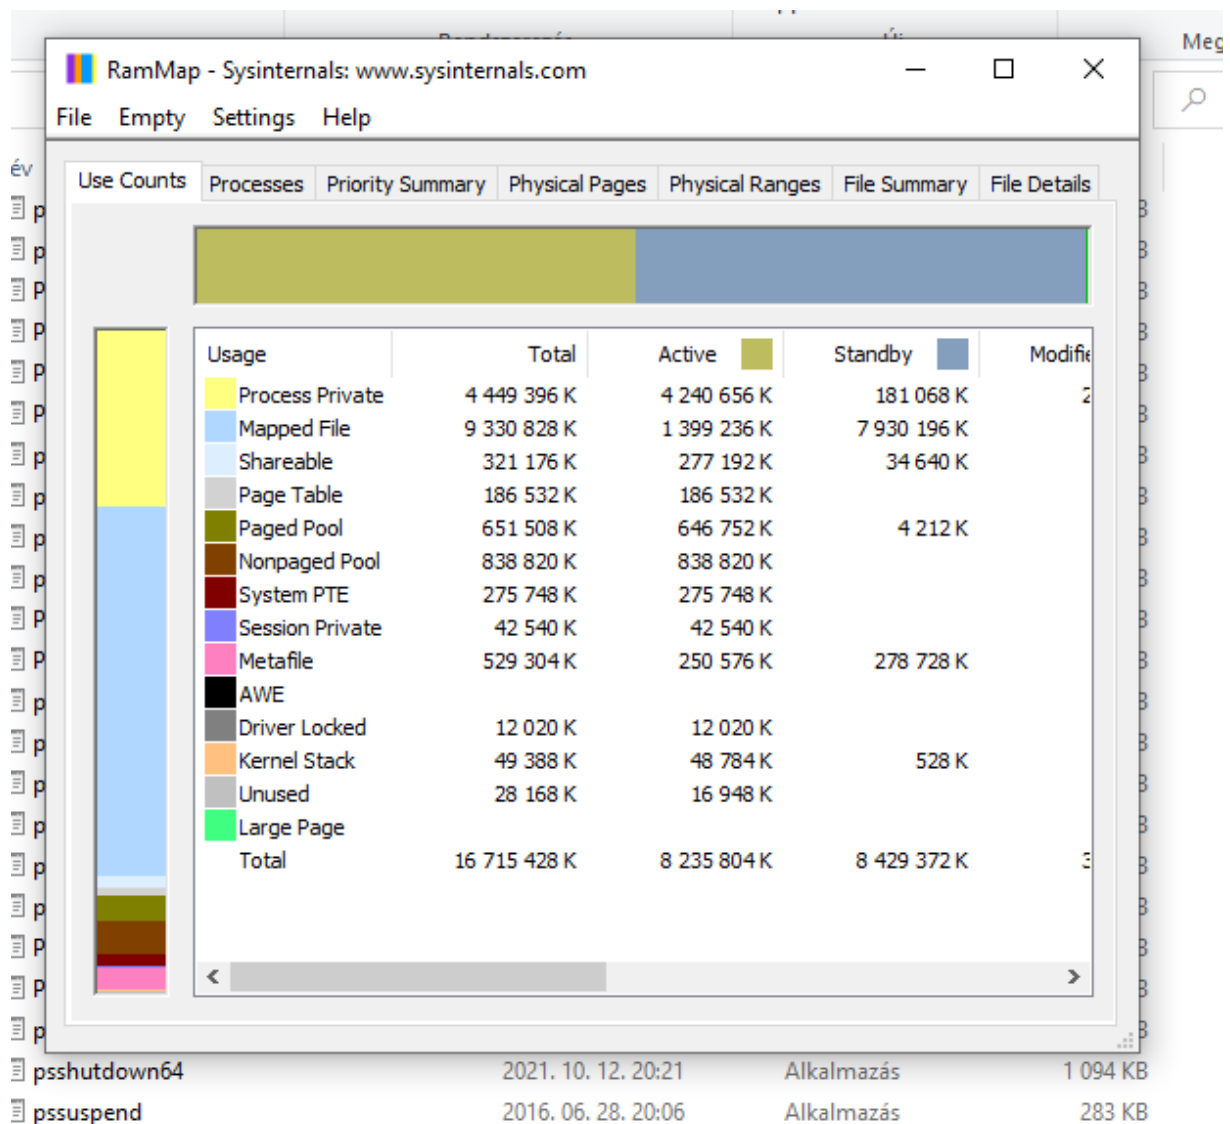 Meg
RamMap - Sysinternals: www.sysinternals.com
File Empty Settings Help
év
Use Counts Processes Priority Summary Physical Pages Physical Ranges File Summary File Details
Usage Total Active Standby Modifie
Process Private 4 449 396 K 4 240 656 K 181 068 K 2
Mapped File 9 330 828 K 1 399 236 K 7 930 196 K
Shareable 321 176 K 277 192 K 34 640 K
Page Table 186 532 K 186 532 K
Paged Pool 651 508 K 646 752 K 4 212 K
Nonpaged Pool 838 820 K 838 820 K
System PTE 275 748 K 275 748 K
Session Private 42 540 K 42 540 K
Metafile 529 304 K 250 576 K 278 728 K
AWE
Driver Locked 12 020 K 12 020 K
Kernel Stack 49 388 K 48 784 K 528 K
Unused 28 168 K 16 948 K
Large Page
Total 16 715 428 K 8 235 804 K 8 429 372 K 3
psshutdown64 2021. 10. 12. 20:21 Alkalmazás 1 094 KB
pssuspend 2016. 06. 28. 20:06 Alkalmazás 283 KB